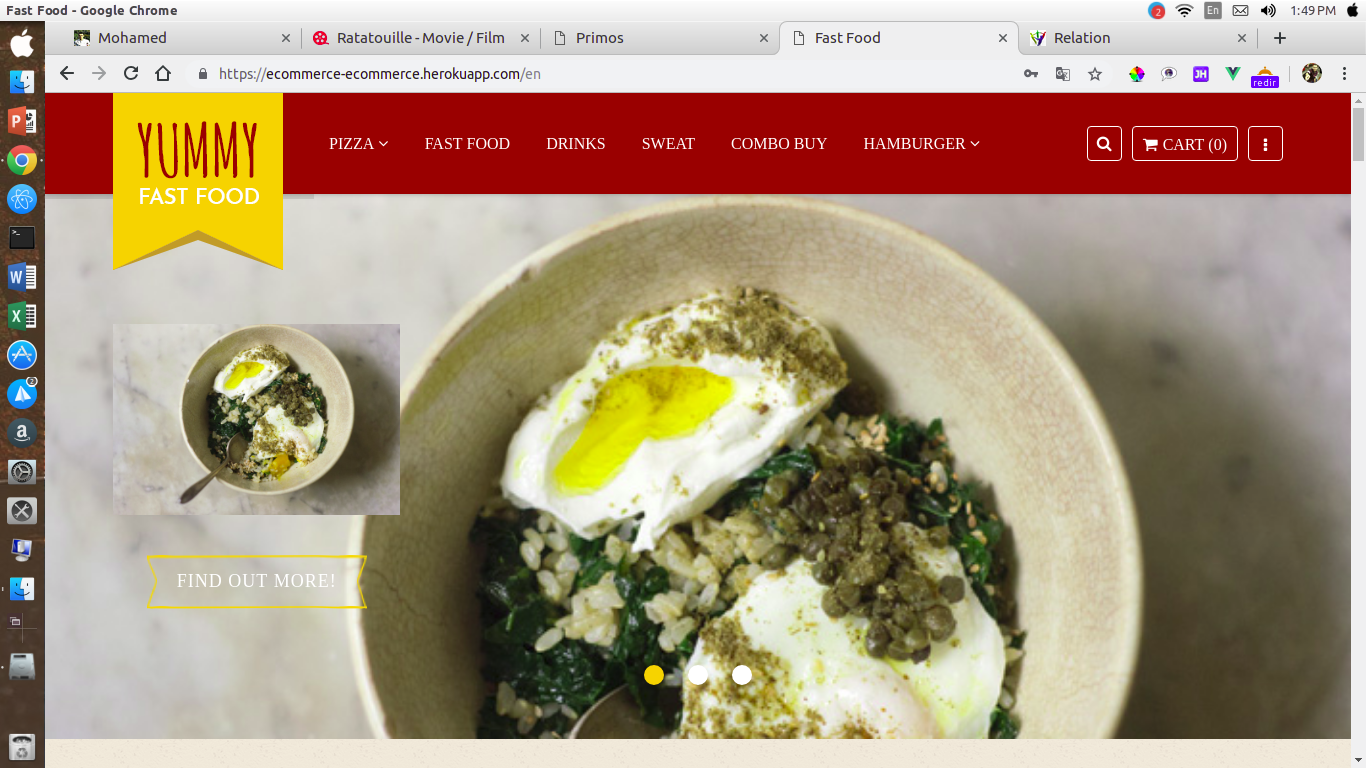 Fast Food - Google Chrome
2
En
1:49 PM
Mohamed
Ratatouille - Movie / Film
Primos
Fast Food
Relation
https://ecommerce-ecommerce.herokuapp.com/en
JH
redir
YUMMY
FAST FOOD
PIZZA
FAST FOOD
DRINKS
SWEAT
COMBO BUY
HAMBURGER
CART (0)
FIND OUT MORE!
P
W
X
2
a